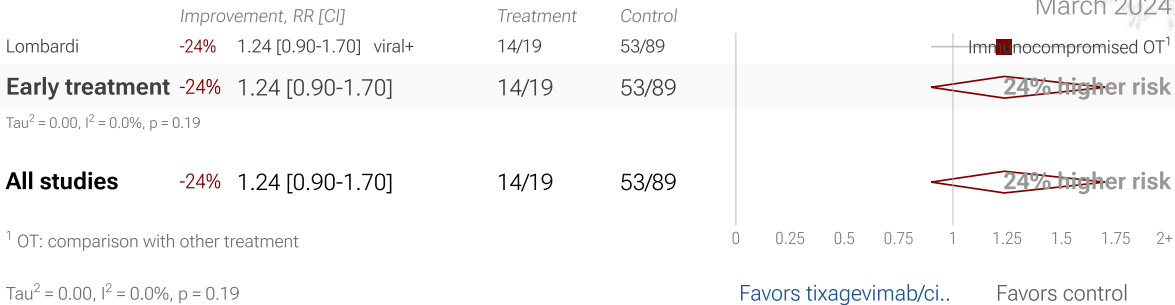 March 2024
Improvement, RR [CI] Treatment Control
Lombardi -24% 1.24 [0.90-1.70] viral+ 14/19 53/89 Immunocompromised OT¹
Early treatment -24% 1.24 [0.90-1.70] 14/19 53/89 24% higher risk
Tau² = 0.00, I² = 0.0%, p = 0.19
All studies -24% 1.24 [0.90-1.70] 14/19 53/89 24% higher risk
0 0.25 0.5 0.75 1 1.25 1.5 1.75 2+
¹ OT: comparison with other treatment
Tau² = 0.00, I² = 0.0%, p = 0.19 Favors tixagevimab/ci.. Favors control